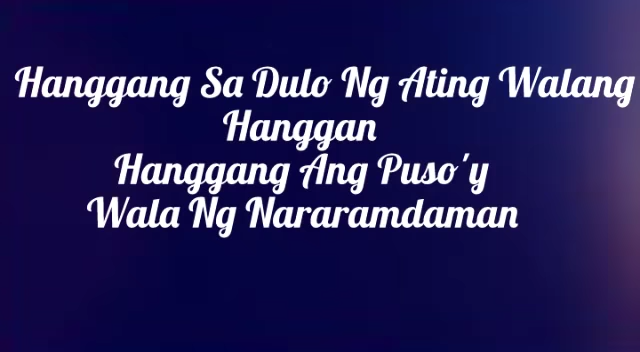 Hanggang Sa Dulo Ng Ating Walang
Hanggan
Hanggang Ang Puso'y
Wala Ng Nararamdaman